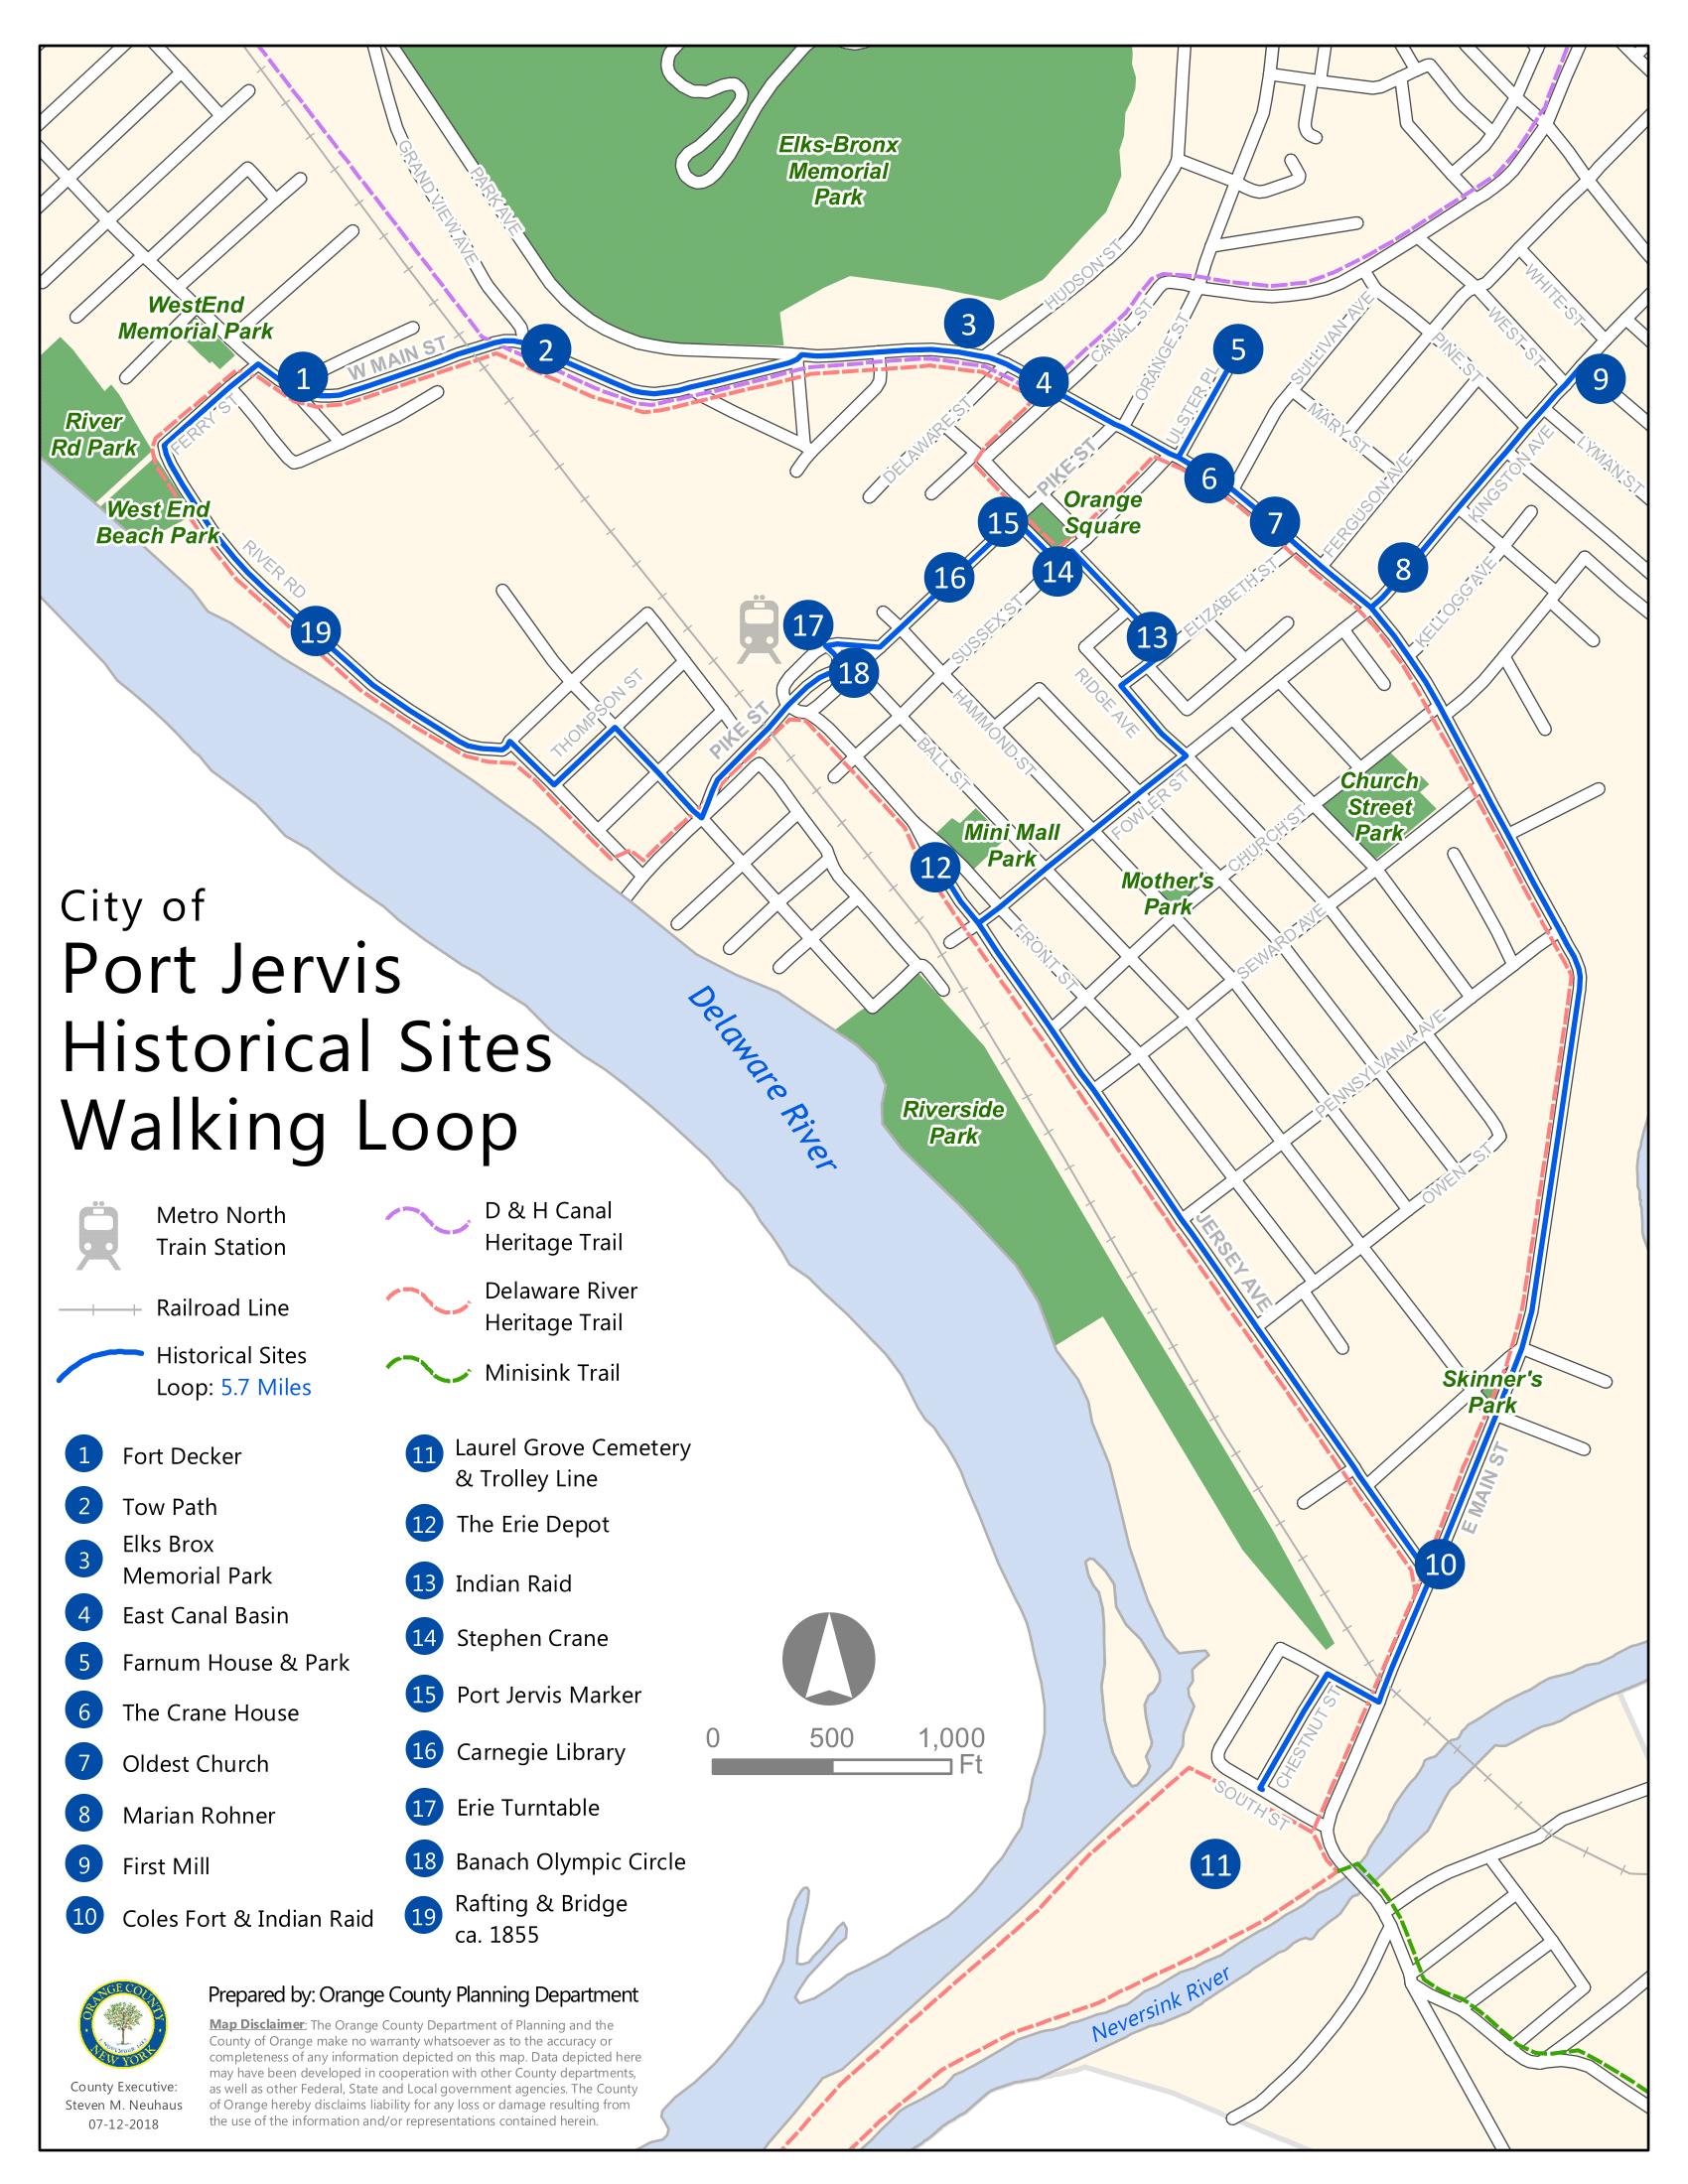 Elks-Bronx
Memorial
Park
GRANDVIEW AVE
PARK AVE
HUDSON ST
WestEnd
Memorial Park
W MAIN ST
CANAL ST
ORANGE ST
ULSTER PL
SULLIVAN AVE
WHITE ST
WEST ST
PINE ST
MARY ST
LYMAN ST
1
2
3
4
5
6
7
8
9
River
Rd Park
FERRY ST
West End
Beach Park
RIVER RD
DELAWARE ST
PIKE ST
Orange
Square
FERGUSON AVE
KINGSTON AVE
KELLOGG AVE
ELIZABETH ST
15
14
16
13
17
18
19
SUSSEX ST
RIDGE AVE
THOMPSON ST
PIKE ST
HAMMOND ST
BALL ST
FOWLER ST
Mini Mall
Park
12
Church
Street
Park
CHURCH ST
Mother's
Park
FRONT ST
SEWARD AVE
PENNSYLVANIA AVE
OWEN ST
JERSEY AVE
Delaware River
Riverside
Park
Skinner's
Park
E MAIN ST
10
CHESTNUT ST
SOUTH ST
11
Neversink River
City of
Port Jervis
Historical Sites
Walking Loop
Metro North
Train Station
Railroad Line
Historical Sites
Loop: 5.7 Miles
D & H Canal
Heritage Trail
Delaware River
Heritage Trail
Minisink Trail
1 Fort Decker
2 Tow Path
3 Elks Brox
Memorial Park
4 East Canal Basin
5 Farnum House & Park
6 The Crane House
7 Oldest Church
8 Marian Rohner
9 First Mill
10 Coles Fort & Indian Raid
11 Laurel Grove Cemetery
& Trolley Line
12 The Erie Depot
13 Indian Raid
14 Stephen Crane
15 Port Jervis Marker
16 Carnegie Library
17 Erie Turntable
18 Banach Olympic Circle
19 Rafting & Bridge
ca. 1855
0 500 1,000
Ft
ORANGE COUNTY
NEW YORK
County Executive:
Steven M. Neuhaus
07-12-2018
Prepared by: Orange County Planning Department
Map Disclaimer: The Orange County Department of Planning and the
County of Orange make no warranty whatsoever as to the accuracy or
completeness of any information depicted on this map. Data depicted here
may have been developed in cooperation with other County departments,
as well as other Federal, State and Local government agencies. The County
of Orange hereby disclaims liability for any loss or damage resulting from
the use of the information and/or representations contained herein.